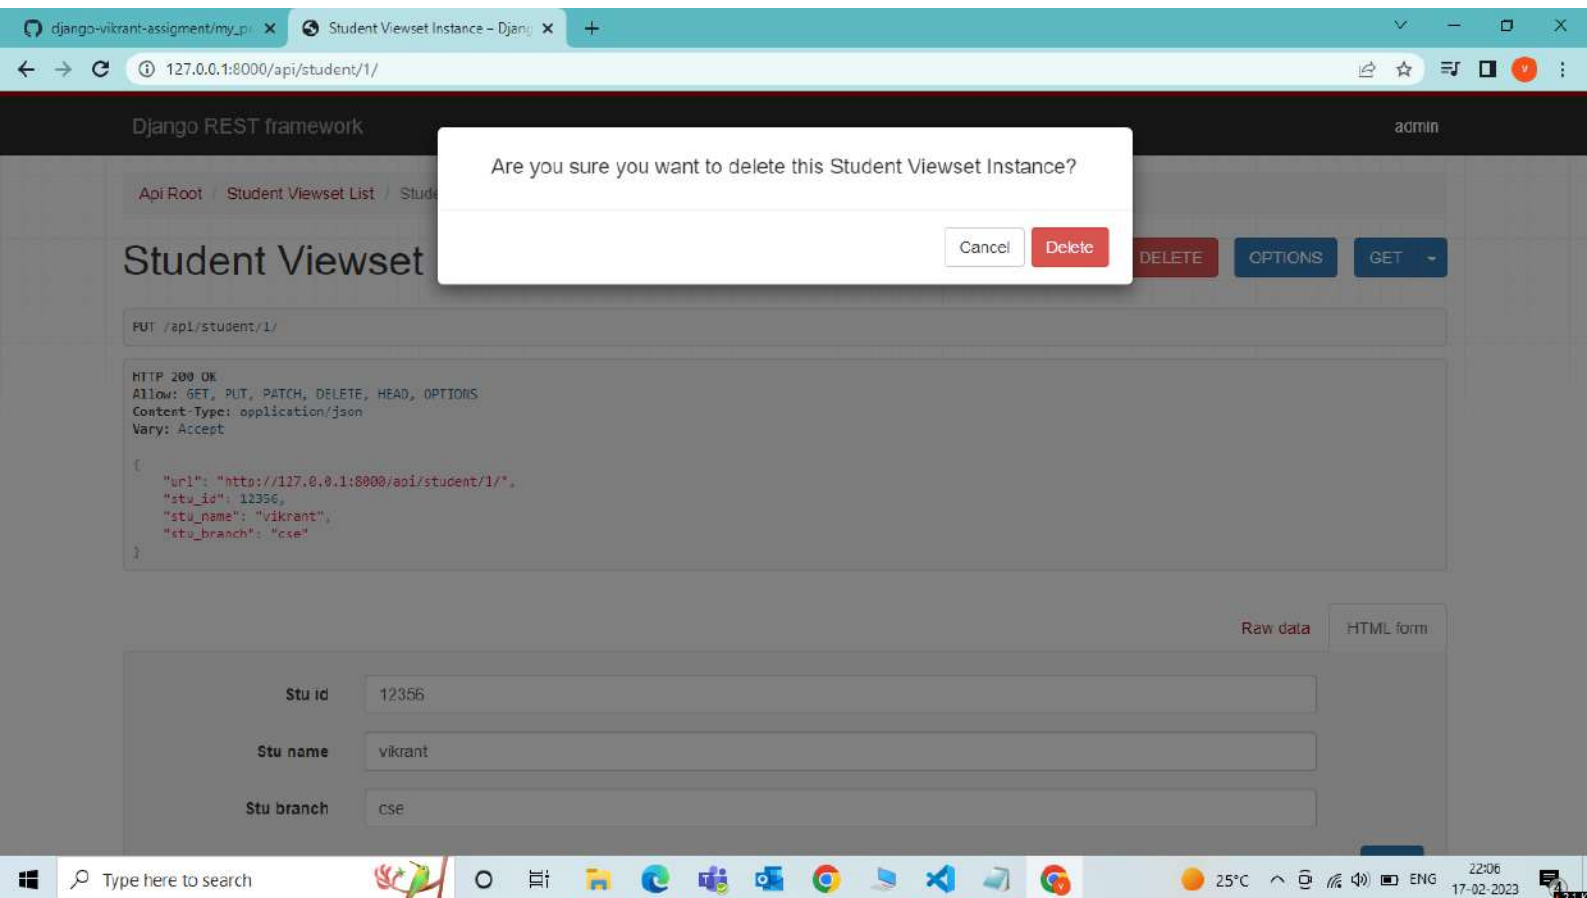 django-vikrant-assigment/my_p
Student Viewset Instance – Djang
127.0.0.1:8000/api/student/1/
Django REST framework
admin
Are you sure you want to delete this Student Viewset Instance?
Api Root / Student Viewset List / Stude
Cancel
Delete
Student Viewset
DELETE
OPTIONS
GET
PUT /api/student/1/
HTTP 200 OK
Allow: GET, PUT, PATCH, DELETE, HEAD, OPTIONS
Content-Type: application/json
Vary: Accept
{
"url": "http://127.0.0.1:8000/api/student/1/",
"stu_id": 12356,
"stu_name": "vikrant",
"stu_branch": "cse"
}
Raw data
HTML form
Stu id
12356
Stu name
vikrant
Stu branch
cse
Type here to search
25°C
ENG
22:06
17-02-2023